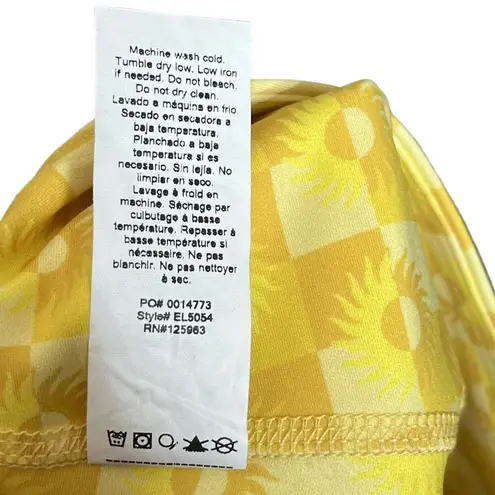 Machine wash cold.
Tumble dry low. Low iron
if needed. Do not bleach.
Do not dry clean.
Lavado a máquina en frio
Secado en secadora a
baja temperatura.
Planchado a baja
temperatura si es
necesario. Sin lejía. No
limpiar en seco.
Lavage à froid en
machine. Séchage par
culbutage à basse
température. Repasser à
basse température si
nécessaire. Ne pas
blanchir. Ne pas nettoyer
à sec.
PO# 0014773
Style# EL5054
RN#125963